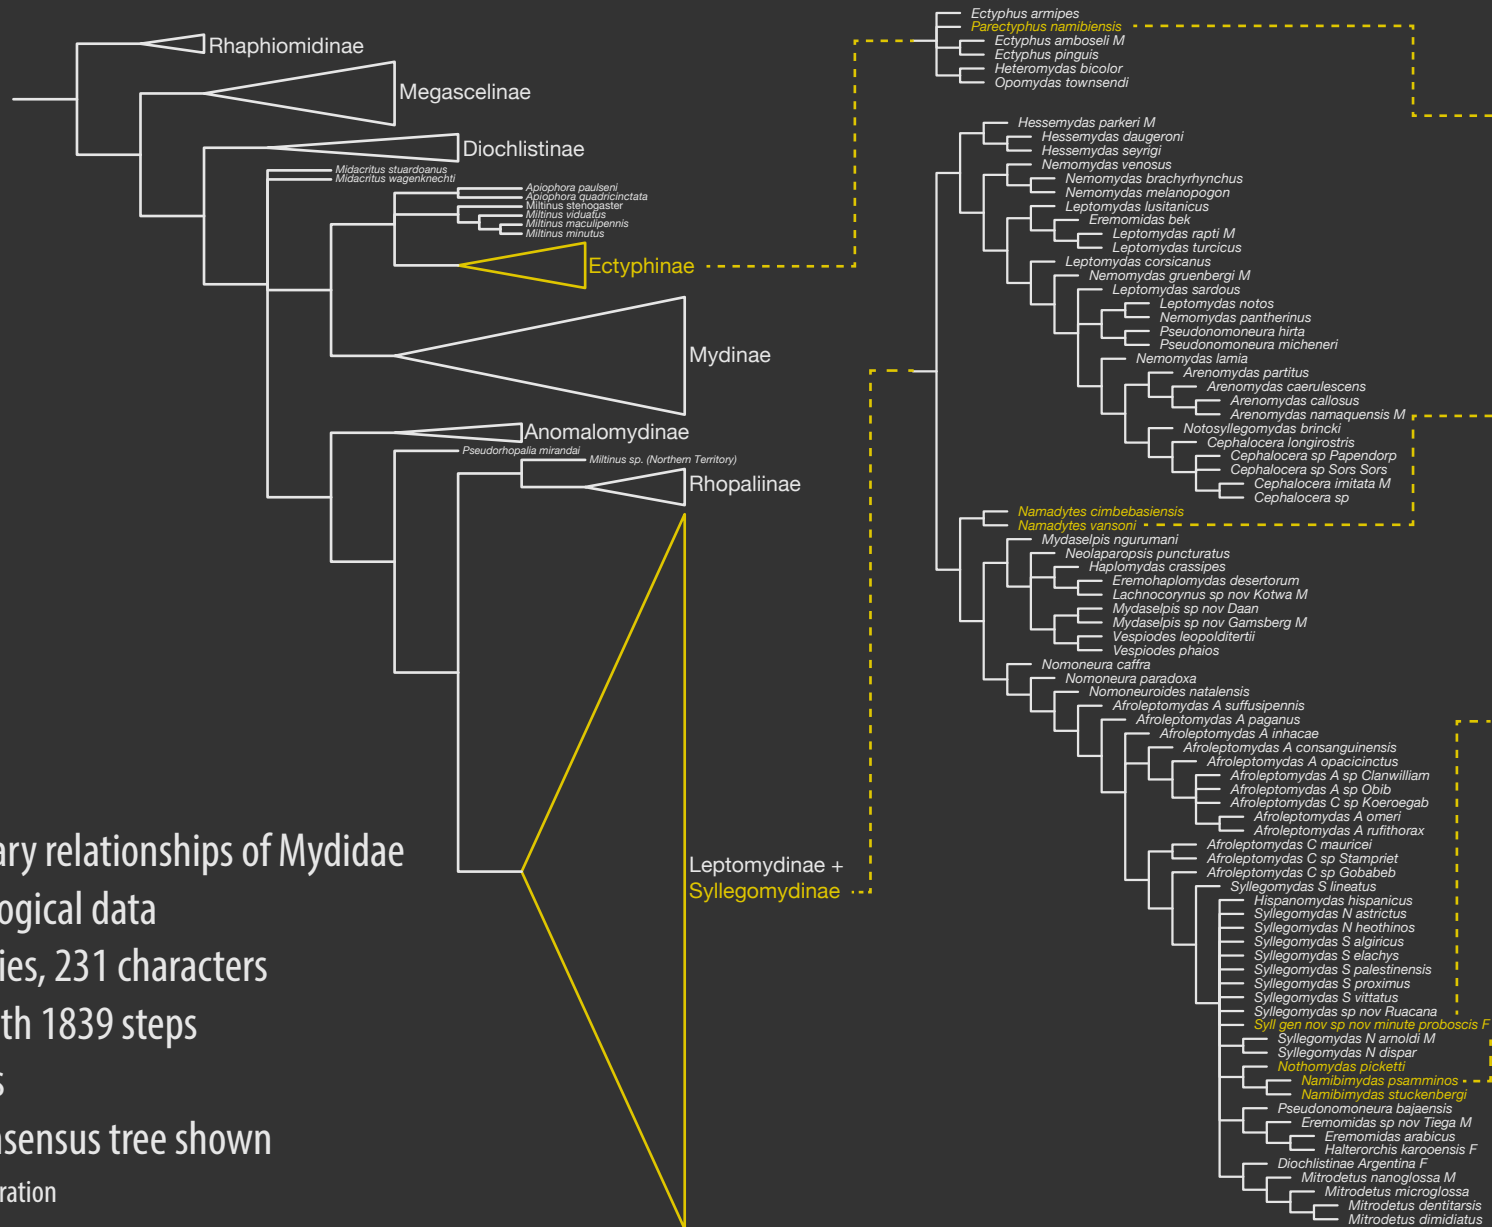 Rhaphiomidinae
Megascelinae
Diochlistinae
Midacritus stuardoanus
Midacritus wagenknechti
Apiophora paulseni
Apiophora quadricinctata
Miltinus stenogaster
Miltinus viduatus
Miltinus maculipennis
Miltinus minutus
Ectyphinae
Mydinae
Anomalomydinae
Pseudorhopalia mirandai
Miltinus sp. (Northern Territory)
Rhopaliinae
Leptomydinae +
Syllegomydinae
ary relationships of Mydidae
ogical data
ies, 231 characters
th 1839 steps
s
nsensus tree shown
ration
Ectyphus armipes
Parectyphus namibiensis
Ectyphus amboseli M
Ectyphus pinguis
Heteromydas bicolor
Opomydas townsendi
Hessemydas parkeri M
Hessemydas daugeroni
Hessemydas seyrigi
Nemomydas venosus
Nemomydas brachyrhynchus
Nemomydas melanopogon
Leptomydas lusitanicus
Eremomidas bek
Leptomydas rapti M
Leptomydas turcicus
Leptomydas corsicanus
Nemomydas gruenbergi M
Leptomydas sardous
Leptomydas notos
Nemomydas pantherinus
Pseudonomoneura hirta
Pseudonomoneura micheneri
Nemomydas lamia
Arenomydas partitus
Arenomydas caerulescens
Arenomydas callosus
Arenomydas namaquensis M
Notosyllegomydas brincki
Cephalocera longirostris
Cephalocera sp Papendorp
Cephalocera sp Sors Sors
Cephalocera imitata M
Cephalocera sp
Namadytes cimbebasiensis
Namadytes vansoni
Mydaselpis ngurumani
Neolaparopsis puncturatus
Haplomydas crassipes
Eremohaplomydas desertorum
Lachnocorynus sp nov Kotwa M
Mydaselpis sp nov Daan
Mydaselpis sp nov Gamsberg M
Vespiodes leopolditertii
Vespiodes phaios
Nomoneura caffra
Nomoneura paradoxa
Nomoneuroides natalensis
Afroleptomydas A suffusipennis
Afroleptomydas A paganus
Afroleptomydas A inhacae
Afroleptomydas A consanguinensis
Afroleptomydas A opacicinctus
Afroleptomydas A sp Clanwilliam
Afroleptomydas A sp Obib
Afroleptomydas C sp Koeroegab
Afroleptomydas A omeri
Afroleptomydas A rufithorax
Afroleptomydas C mauricei
Afroleptomydas C sp Stampriet
Afroleptomydas C sp Gobabeb
Syllegomydas S lineatus
Hispanomydas hispanicus
Syllegomydas N astrictus
Syllegomydas N heothinos
Syllegomydas S algiricus
Syllegomydas S elachys
Syllegomydas S palestinensis
Syllegomydas S proximus
Syllegomydas S vittatus
Syllegomydas sp nov Ruacana
Syll gen nov sp nov minute proboscis F
Syllegomydas N arnoldi M
Syllegomydas N dispar
Nothomydas picketti
Namibimydas psamminos
Namibimydas stuckenbergi
Pseudonomoneura bajaensis
Eremomidas sp nov Tiega M
Eremomidas arabicus
Halterorchis karooensis F
Diochlistinae Argentina F
Mitrodetus nanoglossa M
Mitrodetus microglossa
Mitrodetus dentitarsis
Mitrodetus dimidiatus